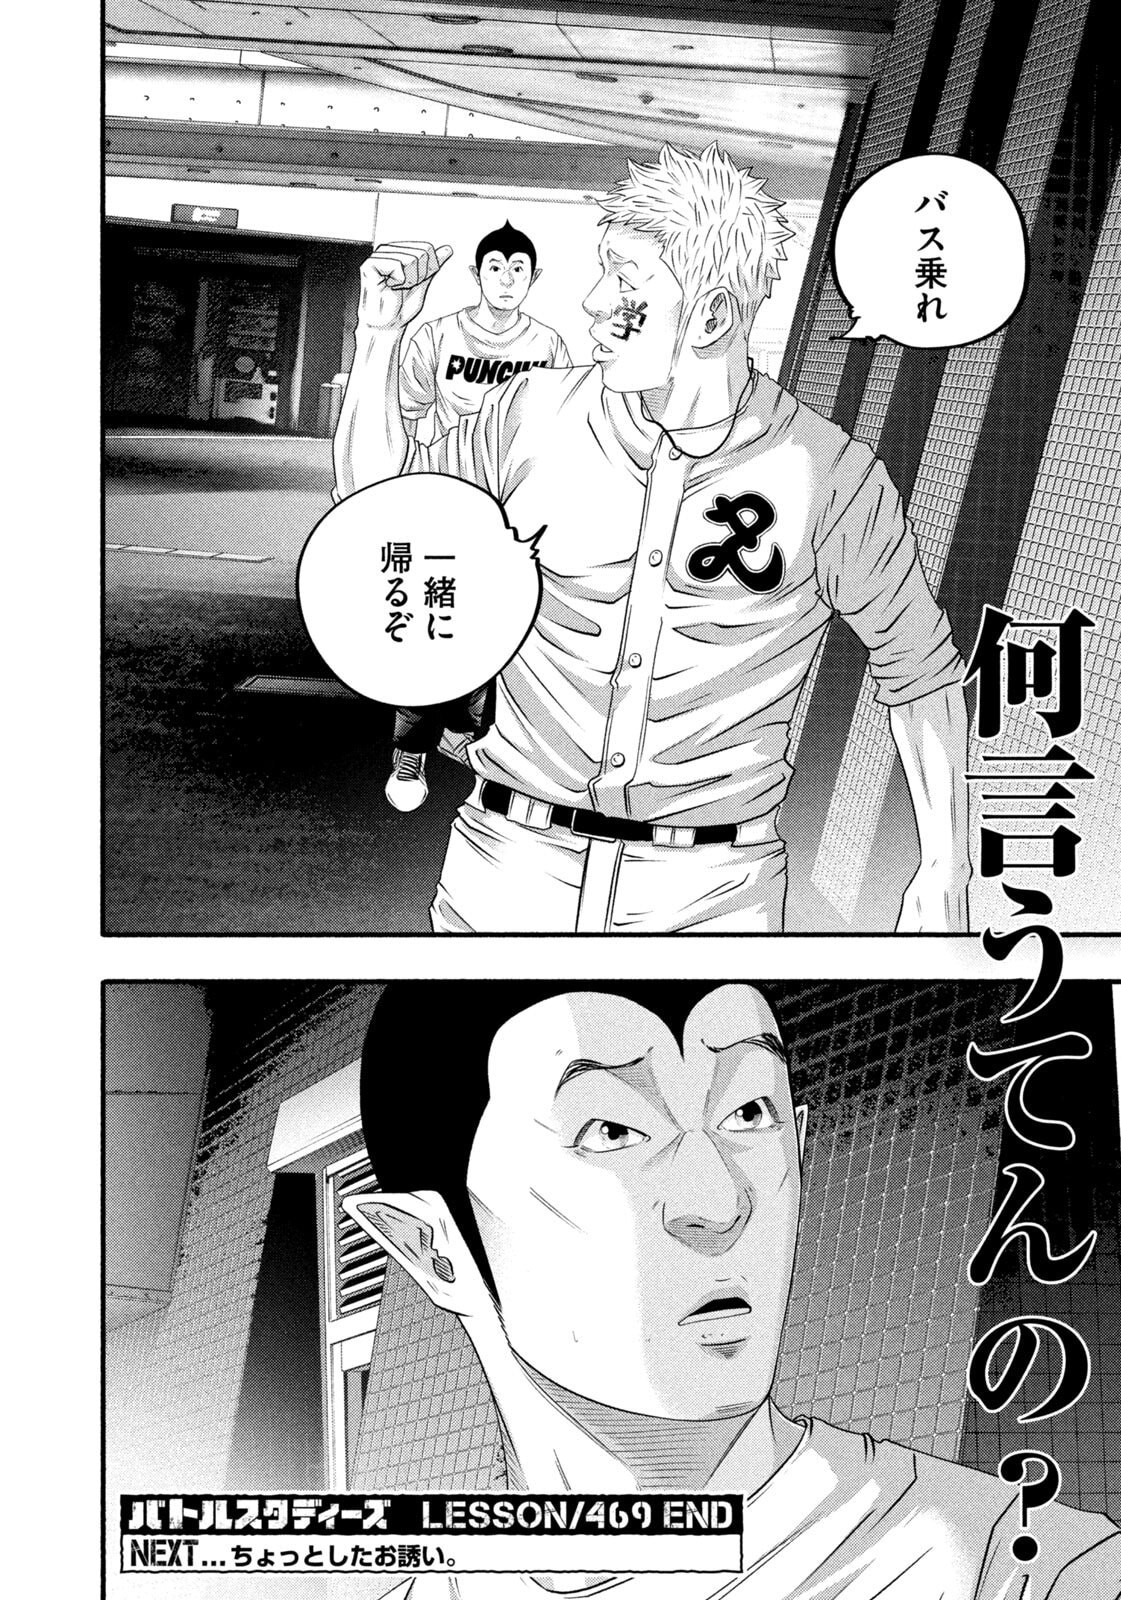 バス乗れ
学
PUNCH
一緒に
帰るぞ
何言うてんの？
バトルスタディーズ LESSON/469 END
NEXT...ちょっとしたお誘い。